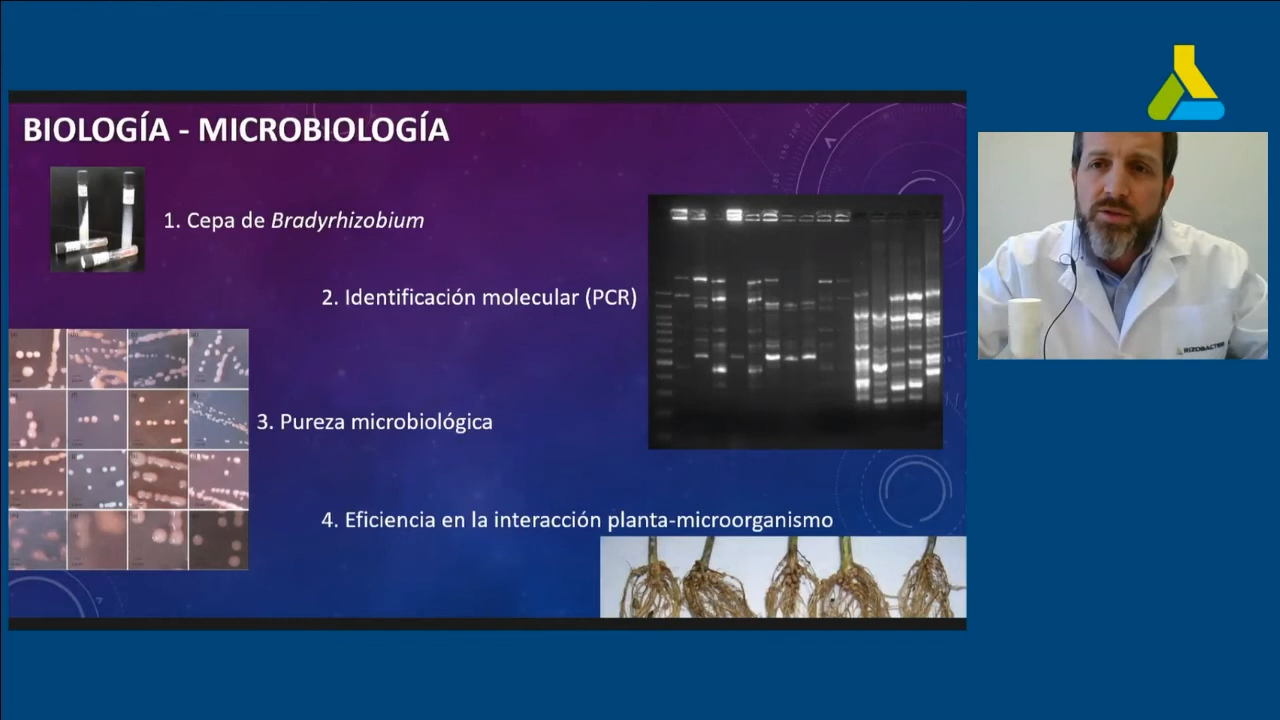 BIOLOGÍA - MICROBIOLOGÍA
1. Cepa de Bradyrhizobium
2. Identificación molecular (PCR)
3. Pureza microbiológica
4. Eficiencia en la interacción planta-microorganismo
RIZOBACTER